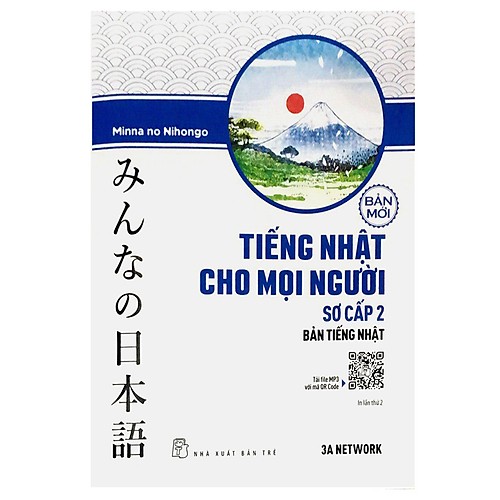 Minna no Nihongo
みんなの日本語
BẢN
MỚI
TIẾNG NHẬT
CHO MỌI NGƯỜI
SƠ CẤP 2
BẢN TIẾNG NHẬT
Tải file MP3
với mã QR Code
In lần thứ 2
NHÀ XUẤT BẢN TRẺ
3A NETWORK